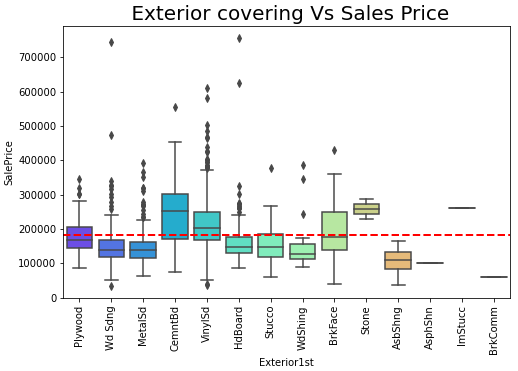 Exterior covering Vs Sales Price
700000
600000
500000
400000
300000
200000
100000
0
SalePrice
Plywood
Wd Sdng
MetalSd
CemntBd
VinylSd
HdBoard
Stucco
WdShing
BrkFace
Stone
AsbShng
AsphShn
ImStucc
BrkComm
Exterior1st